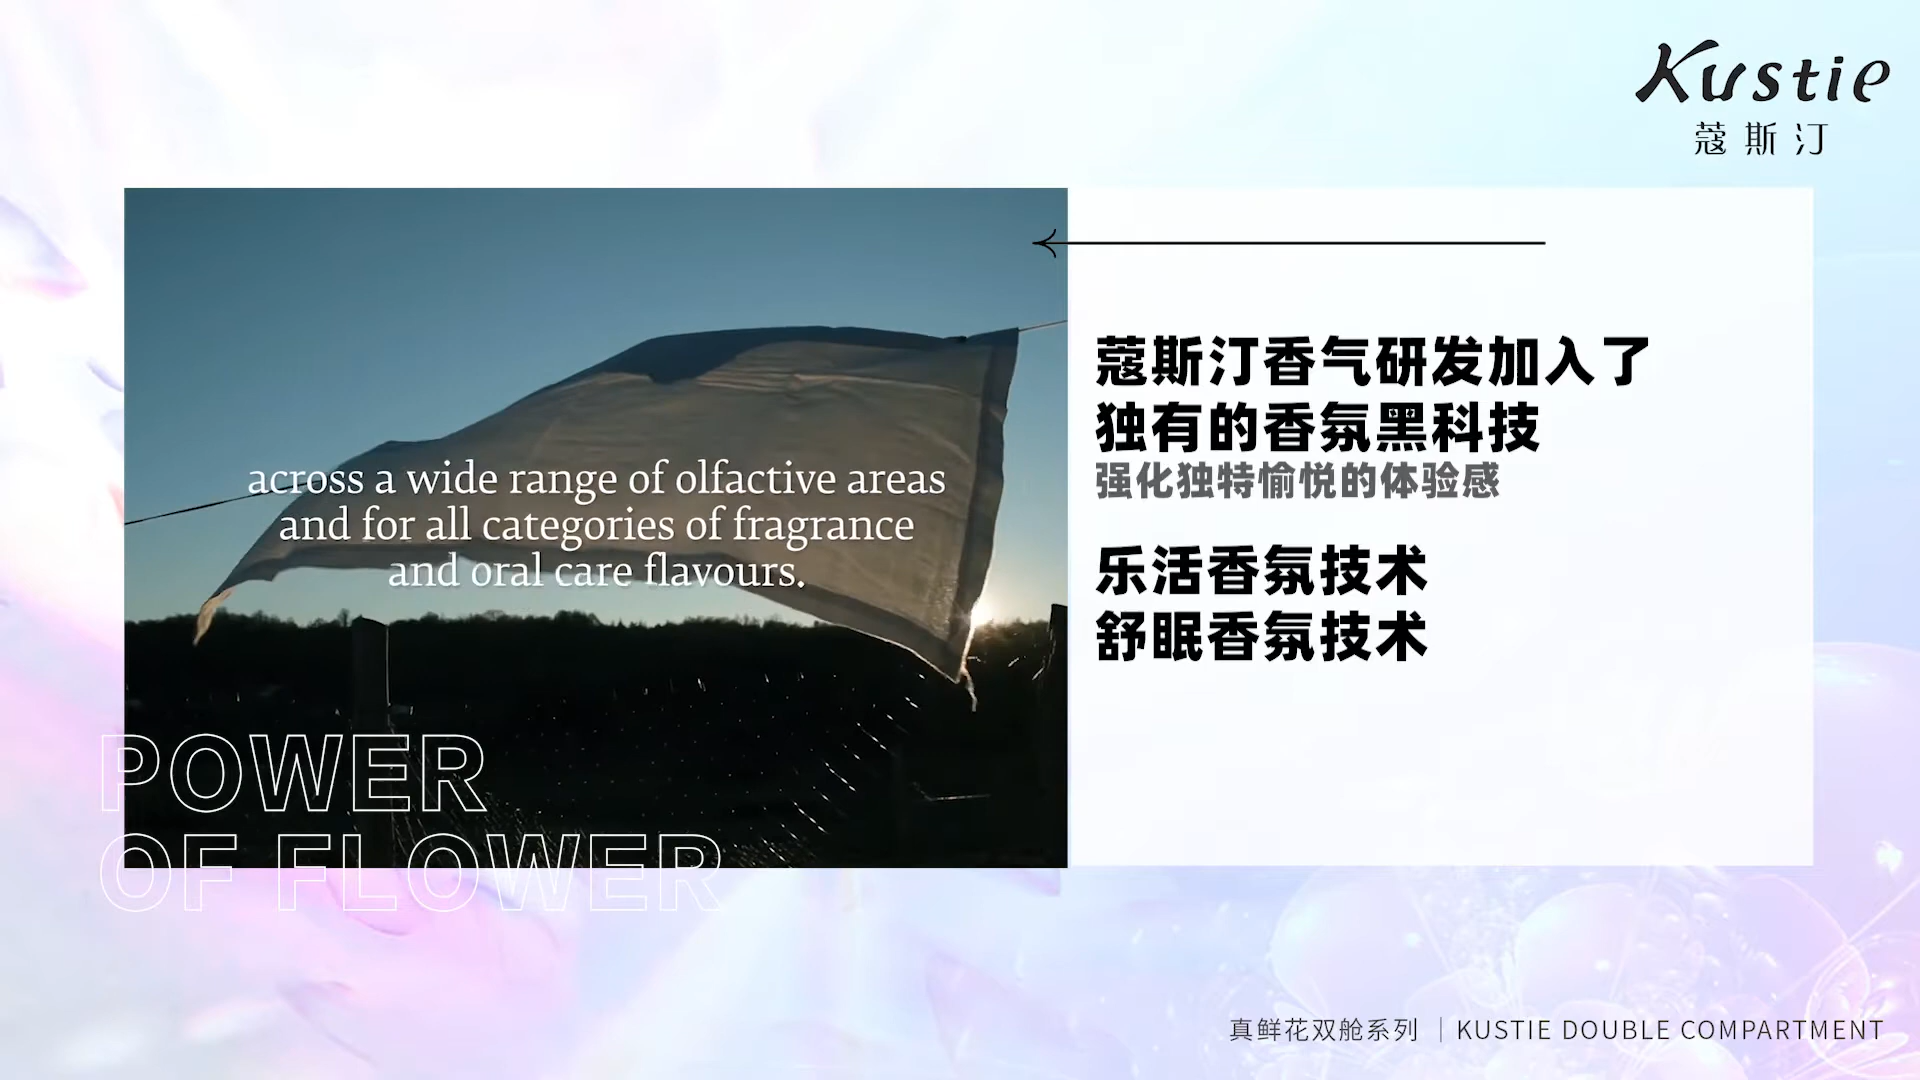 Kustie
蔻斯汀
蔻斯汀香气研发加入了
独有的香氛黑科技
强化独特愉悦的体验感
乐活香氛技术
舒眠香氛技术
across a wide range of olfactive areas
and for all categories of fragrance
and oral care flavours.
POWER
OF FLOWER
真鲜花双舱系列 | KUSTIE DOUBLE COMPARTMENT